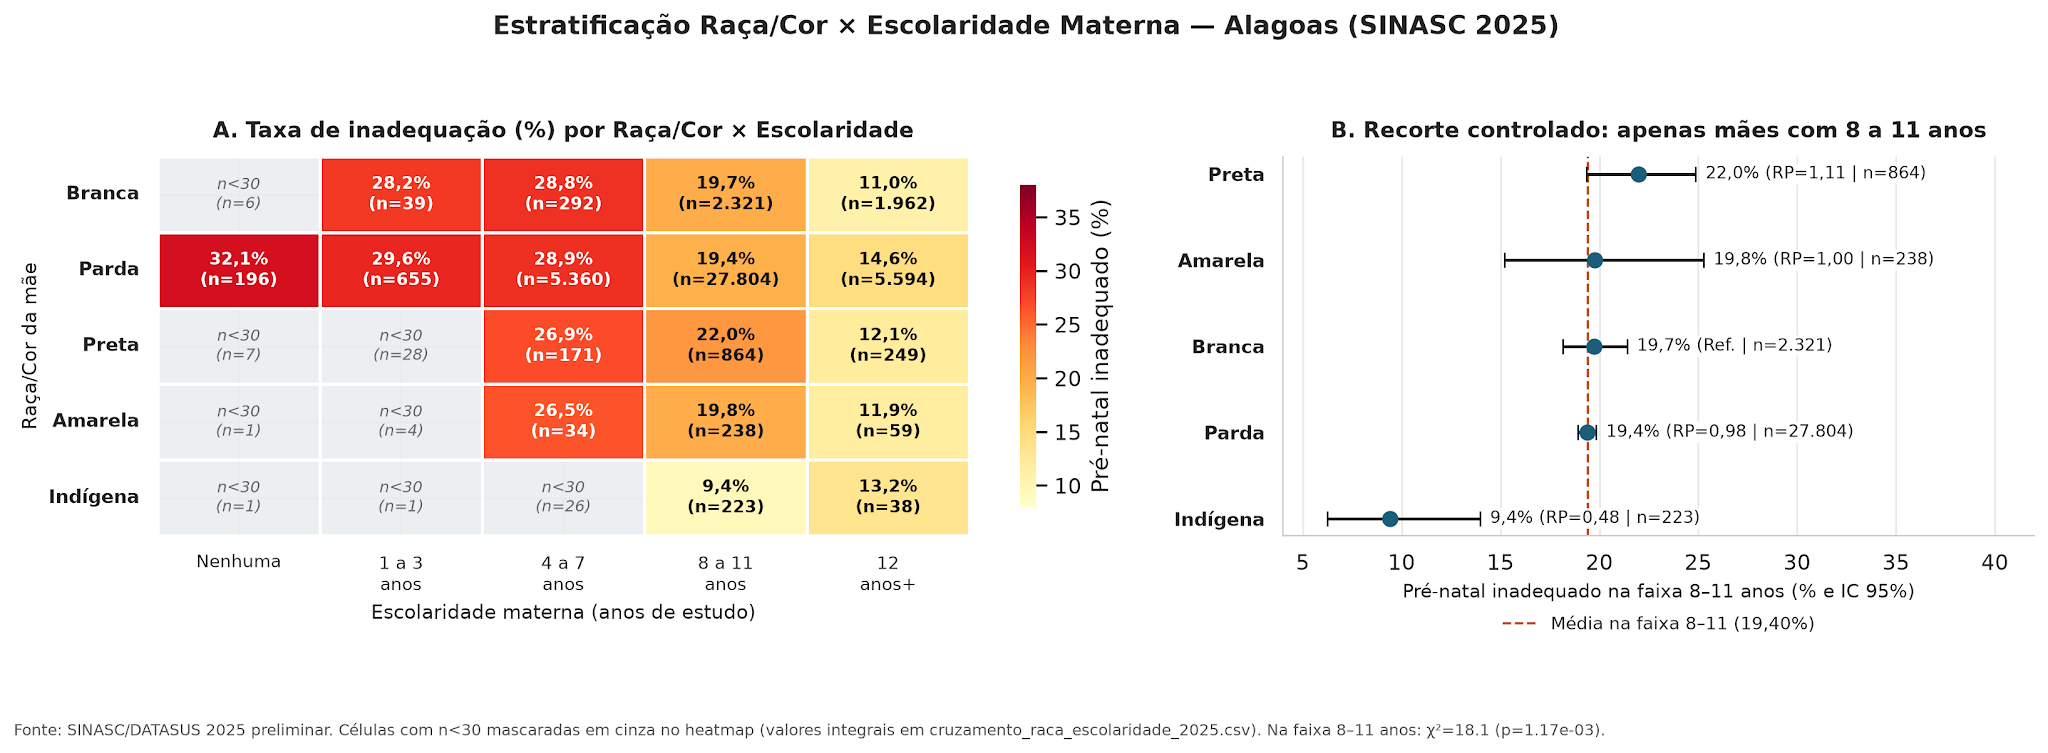 Estratificação Raça/Cor × Escolaridade Materna — Alagoas (SINASC 2025)
A. Taxa de inadequação (%) por Raça/Cor × Escolaridade
Raça/Cor da mãe
Branca
n<30
(n=6)
28,2%
(n=39)
28,8%
(n=292)
19,7%
(n=2.321)
11,0%
(n=1.962)
Parda
32,1%
(n=196)
29,6%
(n=655)
28,9%
(n=5.360)
19,4%
(n=27.804)
14,6%
(n=5.594)
Preta
n<30
(n=7)
n<30
(n=28)
26,9%
(n=171)
22,0%
(n=864)
12,1%
(n=249)
Amarela
n<30
(n=1)
n<30
(n=4)
26,5%
(n=34)
19,8%
(n=238)
11,9%
(n=59)
Indígena
n<30
(n=1)
n<30
(n=1)
n<30
(n=26)
9,4%
(n=223)
13,2%
(n=38)
Nenhuma
1 a 3
anos
4 a 7
anos
8 a 11
anos
12
anos+
Escolaridade materna (anos de estudo)
35
30
25
20
15
10
Pré-natal inadequado (%)
B. Recorte controlado: apenas mães com 8 a 11 anos
Preta
22,0% (RP=1,11 | n=864)
Amarela
19,8% (RP=1,00 | n=238)
Branca
19,7% (Ref. | n=2.321)
Parda
19,4% (RP=0,98 | n=27.804)
Indígena
9,4% (RP=0,48 | n=223)
5 10 15 20 25 30 35 40
Pré-natal inadequado na faixa 8–11 anos (% e IC 95%)
Média na faixa 8–11 (19,40%)
Fonte: SINASC/DATASUS 2025 preliminar. Células com n<30 mascaradas em cinza no heatmap (valores integrais em cruzamento_raca_escolaridade_2025.csv). Na faixa 8–11 anos: χ²=18.1 (p=1.17e-03).